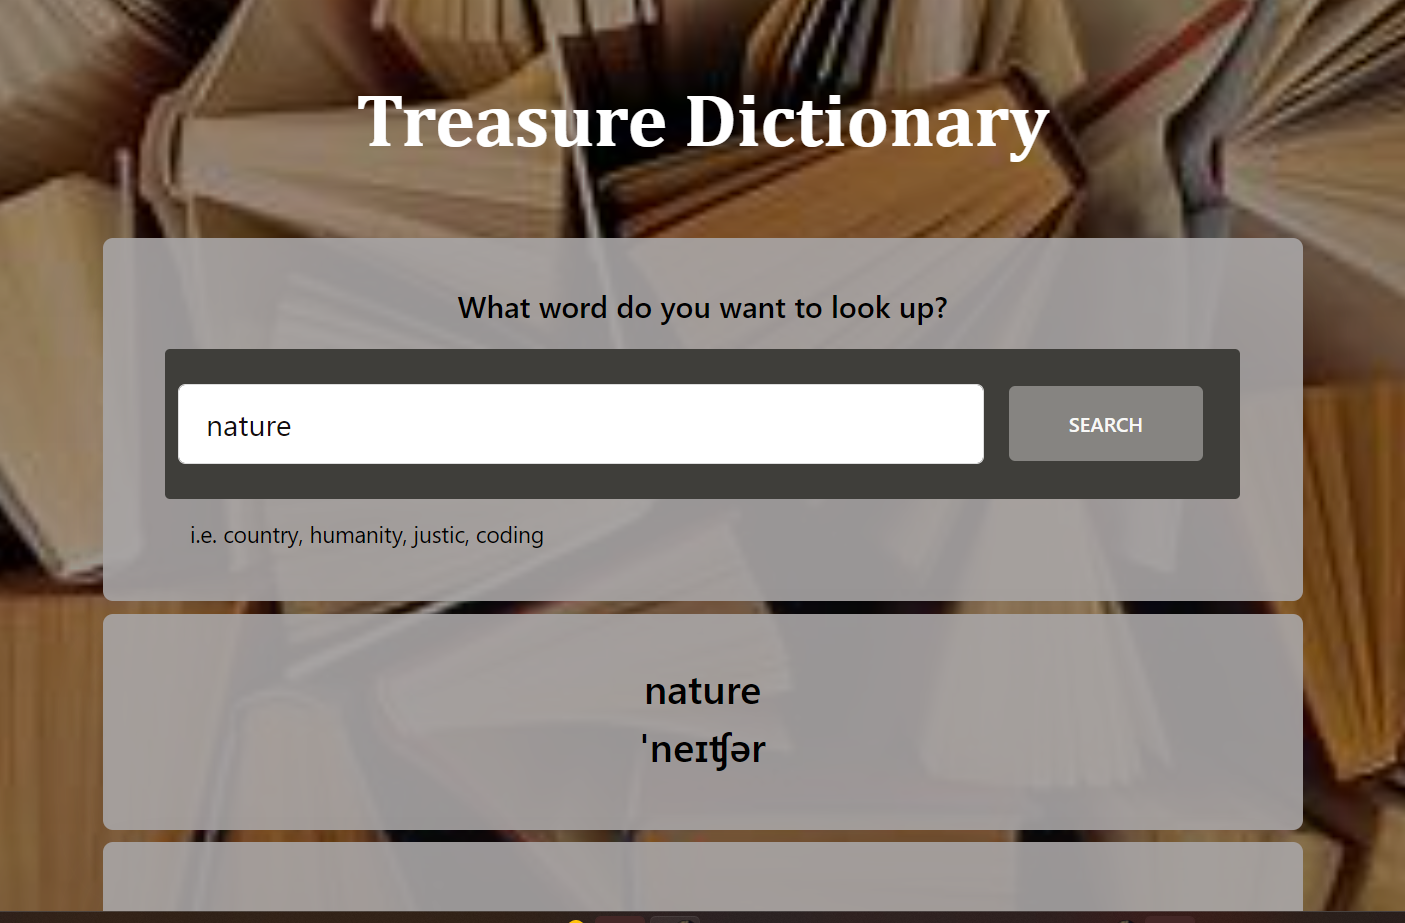 Treasure Dictionary
What word do you want to look up?
nature
SEARCH
i.e. country, humanity, justic, coding
nature
ˈneɪʧər